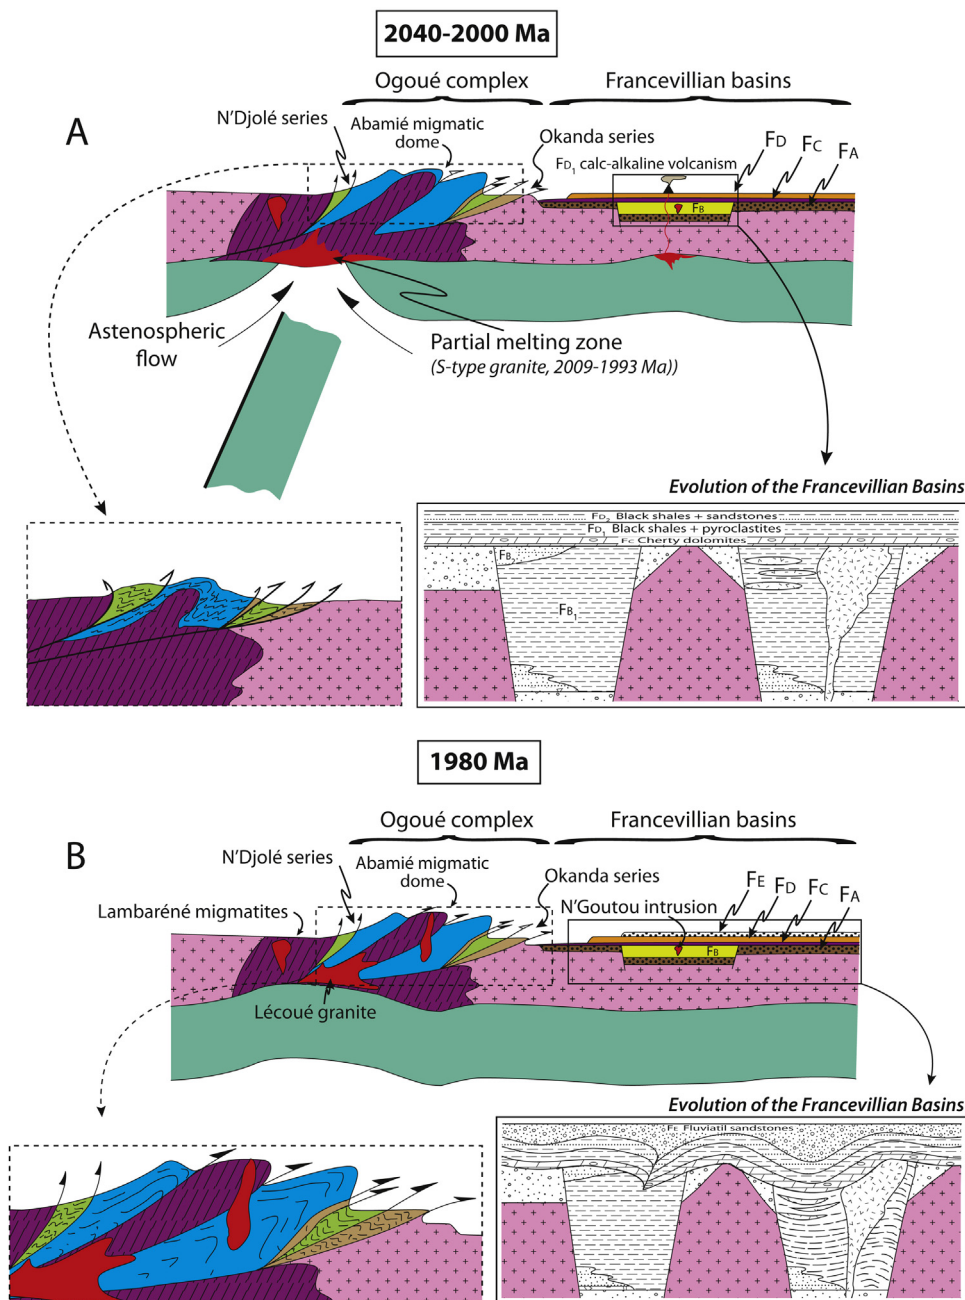 2040-2000 Ma
Ogoué complex
Francevillian basins
A
N'Djolé series
Abamié migmatic
dome
Okanda series
FD1 calc-alkaline volcanism
FD
FC
FA
FB
Astenospheric
flow
Partial melting zone
(S-type granite, 2009-1993 Ma))
Evolution of the Francevillian Basins
FD2 Black shales + sandstones
FD1 Black shales + pyroclastites
FC Cherty dolomites
FB
FB1
1980 Ma
Ogoué complex
Francevillian basins
B
N'Djolé series
Abamié migmatic
dome
Okanda series
FE
FD
FC
FA
Lambaréné migmatites
N'Goutou intrusion
FB
Lécoué granite
Evolution of the Francevillian Basins
FE Fluviatil sandstones